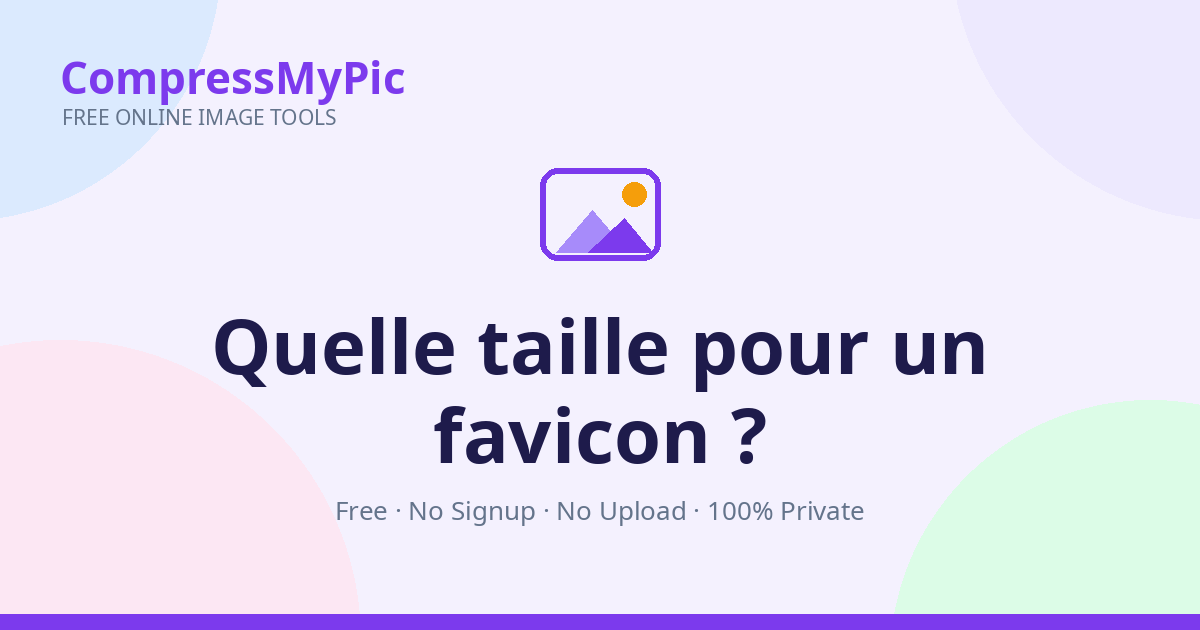 CompressMyPic
FREE ONLINE IMAGE TOOLS
Quelle taille pour un
favicon ?
Free · No Signup · No Upload · 100% Private